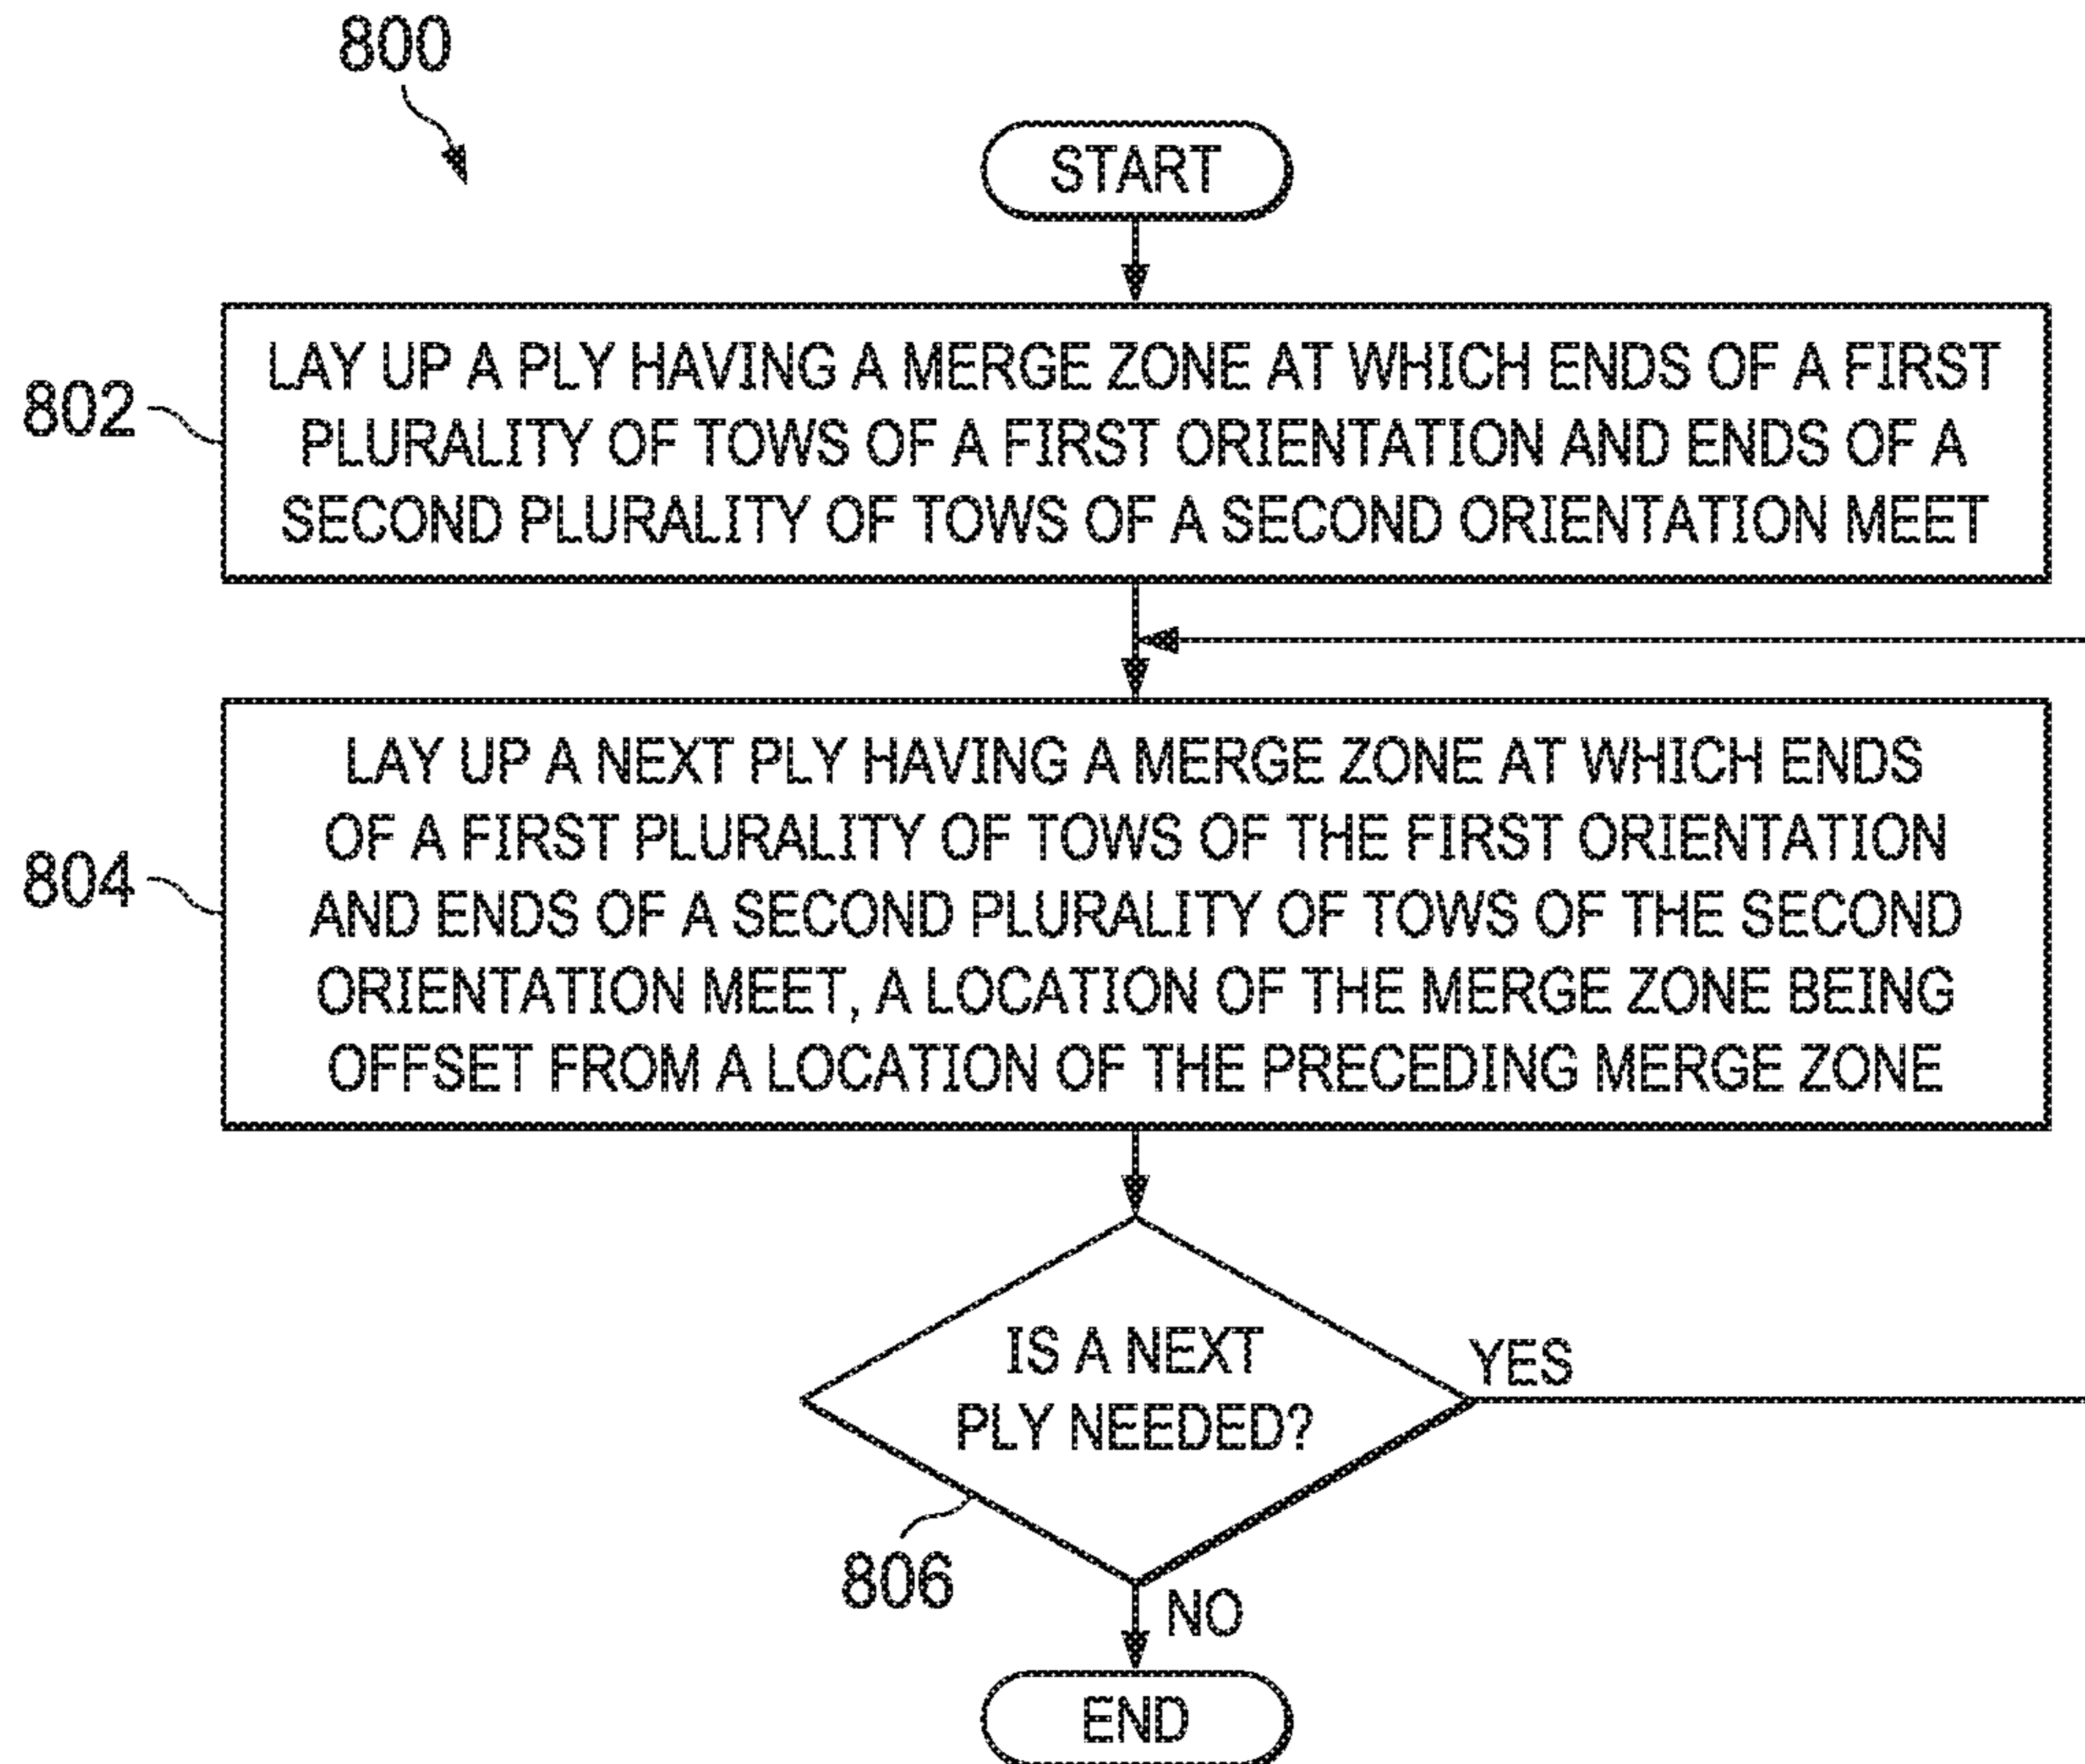 800
START
802
LAY UP A PLY HAVING A MERGE ZONE AT WHICH ENDS OF A FIRST
PLURALITY OF TOWS OF A FIRST ORIENTATION AND ENDS OF A
SECOND PLURALITY OF TOWS OF A SECOND ORIENTATION MEET
804
LAY UP A NEXT PLY HAVING A MERGE ZONE AT WHICH ENDS
OF A FIRST PLURALITY OF TOWS OF THE FIRST ORIENTATION
AND ENDS OF A SECOND PLURALITY OF TOWS OF THE SECOND
ORIENTATION MEET, A LOCATION OF THE MERGE ZONE BEING
OFFSET FROM A LOCATION OF THE PRECEDING MERGE ZONE
IS A NEXT
PLY NEEDED?
YES
806
NO
END